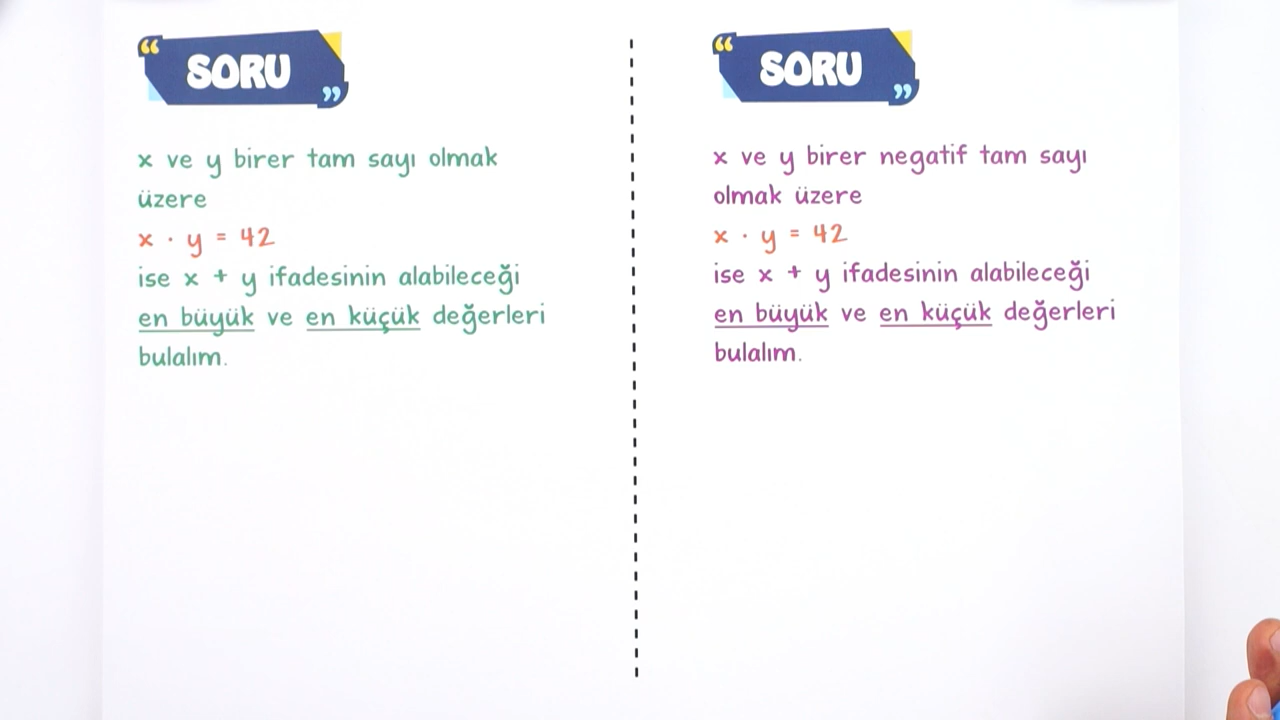 SORU
x ve y birer tam sayı olmak
üzere
x · y = 42
ise x + y ifadesinin alabileceği
en büyük ve en küçük değerleri
bulalım.
SORU
x ve y birer negatif tam sayı
olmak üzere
x · y = 42
ise x + y ifadesinin alabileceği
en büyük ve en küçük değerleri
bulalım.